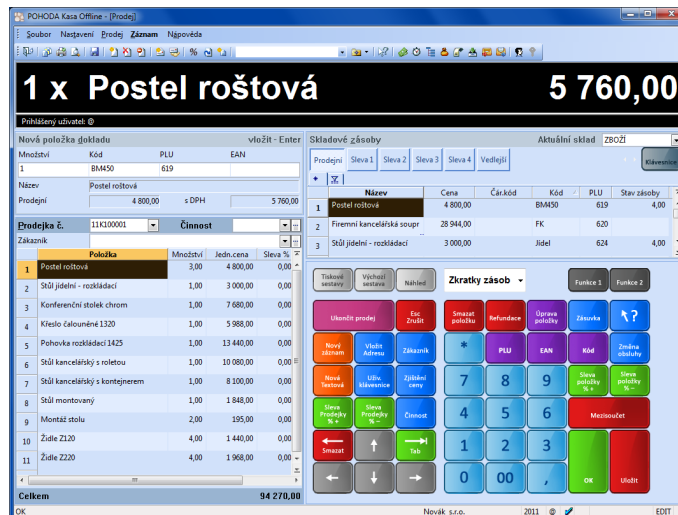 POHODA Kasa Offline - [Prodej]
Soubor Nastavení Prodej Záznam Nápověda
1 x Postel roštová 5 760,00
Přihlášený uživatel: @
Nová položka dokladu vložit - Enter
Množství Kód PLU EAN
1 BM450 619
Název Postel roštová
Prodejní 4 800,00 s DPH 5 760,00
Prodejka č. 11K100001 Činnost
Zákazník
Položka Množství Jedn.cena Sleva %
1 Postel roštová 3,00 4 800,00 0,00
2 Stůl jídelní - rozkládací 1,00 3 000,00 0,00
3 Konferenční stolek chrom 1,00 7 680,00 0,00
4 Křeslo čalouněné 1320 1,00 5 988,00 0,00
5 Pohovka rozkládací 1425 1,00 13 440,00 0,00
6 Stůl kancelářský s roletou 1,00 10 080,00 0,00
7 Stůl kancelářský s kontejnerem 1,00 8 100,00 0,00
8 Stůl montovaný 1,00 1 848,00 0,00
9 Montáž stolu 2,00 195,00 0,00
10 Židle Z120 4,00 1 440,00 0,00
11 Židle Z220 4,00 1 968,00 0,00
Celkem 94 270,00
Skladové zásoby Aktuální sklad ZBOŽÍ
Prodejní Sleva 1 Sleva 2 Sleva 3 Sleva 4 Vedlejší Klávesnice
Název Cena Čár.kód Kód PLU Stav zásoby
1 Postel roštová 4 800,00 BM450 619 4,00
2 Firemní kancelářská soupr 28 944,00 FK 620
3 Stůl jídelní - rozkládací 3 000,00 Jídel 624 4,00
Tiskové sestavy
Výchozí sestava
Náhled
Zkratky zásob
Funkce 1
Funkce 2
Ukončit prodej
Esc Zrušit
Smazat položku
Refundace
Úprava položky
Zásuvka
?
Nový záznam
Vložit Adresu
Zákazník
*
PLU
EAN
Kód
Změna obsluhy
Nová Textová
Uživ. klávesnice
Zjištění ceny
7
8
9
Sleva položky % +
Sleva položky % -
Sleva Prodejky % +
Sleva Prodejky % -
Činnost
4
5
6
Mezisoučet
Smazat
Tab
1
2
3
0
00
,
OK
Uložit
OK Novák s.r.o. 2011 @ EDIT